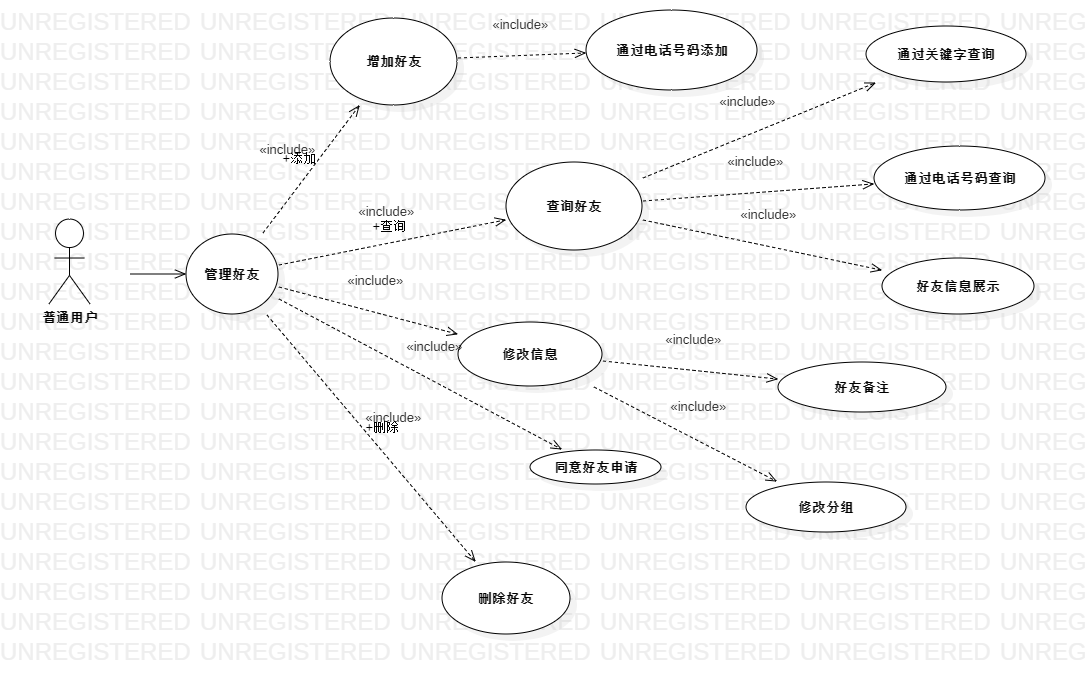 «include»
增加好友
通过电话号码添加
通过关键字查询
«include»
«include»
+添加
«include»
通过电话号码查询
查询好友
«include»
+查询
«include»
普通用户
管理好友
«include»
好友信息展示
«include»
修改信息
«include»
好友备注
«include»
«include»
+删除
同意好友申请
修改分组
删除好友
UNREGISTERED